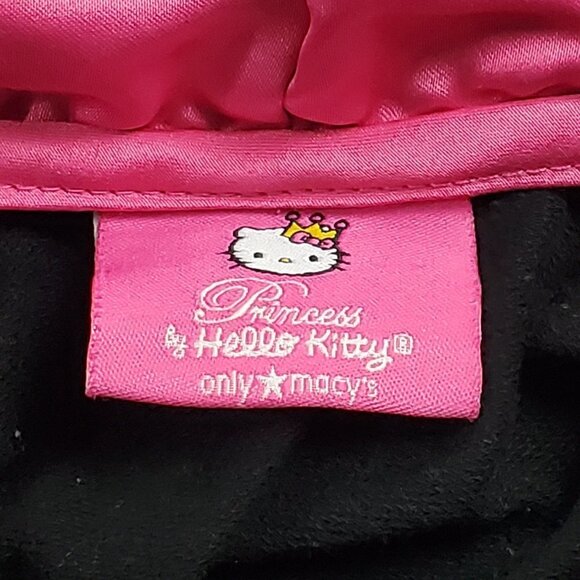 Princess
By Hello Kitty®
only ★ macy's